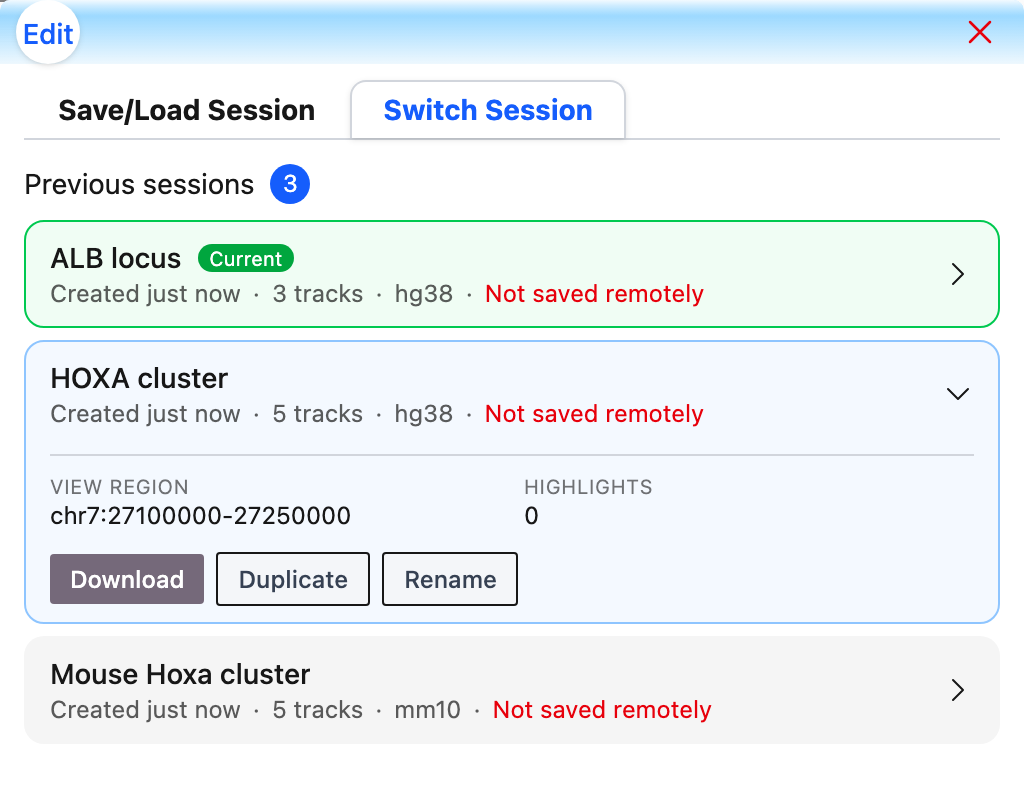 Edit
Save/Load Session
Switch Session
Previous sessions 3
ALB locus Current
Created just now · 3 tracks · hg38 · Not saved remotely
HOXA cluster
Created just now · 5 tracks · hg38 · Not saved remotely
VIEW REGION
chr7:27100000-27250000
HIGHLIGHTS
0
Download
Duplicate
Rename
Mouse Hoxa cluster
Created just now · 5 tracks · mm10 · Not saved remotely